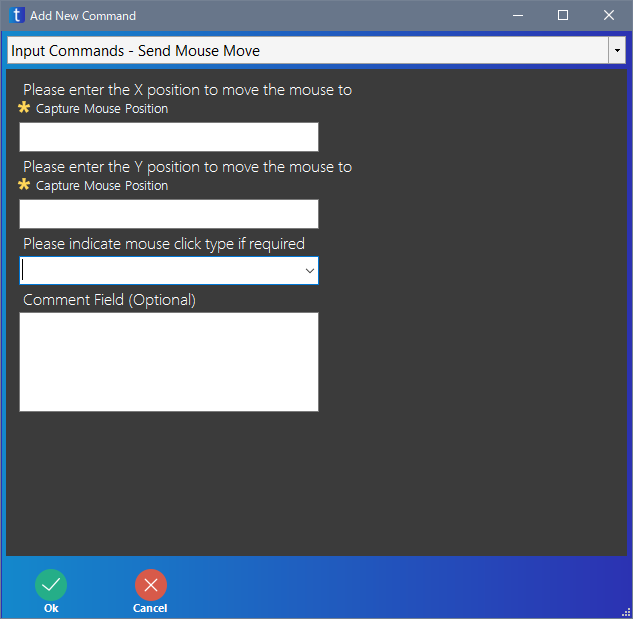 t Add New Command
Input Commands - Send Mouse Move
Please enter the X position to move the mouse to
Capture Mouse Position
Please enter the Y position to move the mouse to
Capture Mouse Position
Please indicate mouse click type if required
Comment Field (Optional)
Ok Cancel